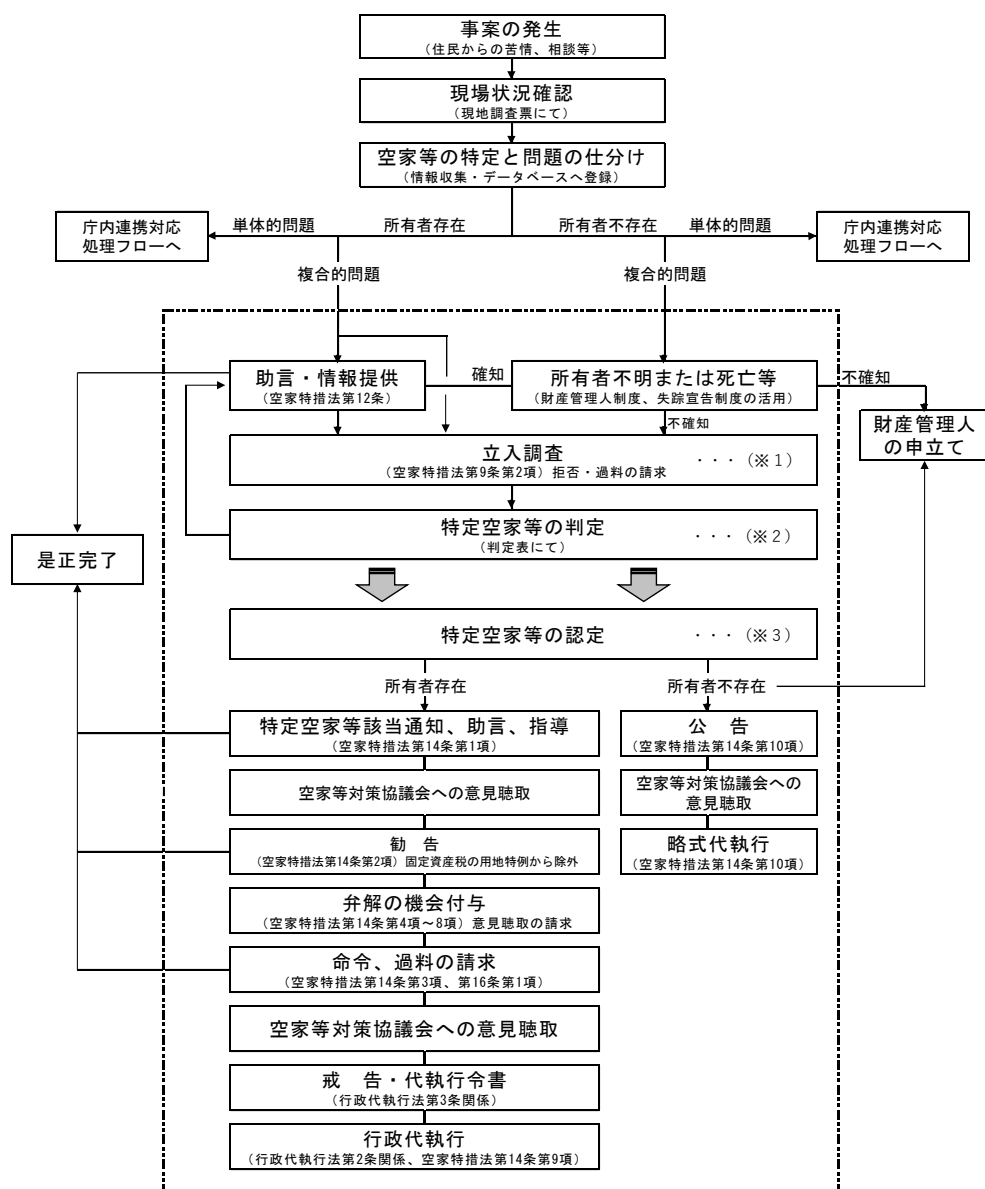 事案の発生
(住民からの苦情、相談等)
現場状況確認
(現地調査票にて)
空家等の特定と問題の仕分け
(情報収集・データベースへ登録)
庁内連携対応
処理フローへ
単体的問題
所有者存在
所有者不存在
単体的問題
庁内連携対応
処理フローへ
複合的問題
複合的問題
助言・情報提供
(空家特措法第12条)
確知
所有者不明または死亡等
(財産管理人制度、失踪宣告制度の活用)
不確知
不確知
財産管理人
の申立て
立入調査
(空家特措法第9条第2項) 拒否・過料の請求
・・・(※1)
特定空家等の判定
(判定表にて)
・・・(※2)
是正完了
特定空家等の認定
・・・(※3)
所有者存在
所有者不存在
特定空家等該当通知、助言、指導
(空家特措法第14条第1項)
公 告
(空家特措法第14条第10項)
空家等対策協議会への意見聴取
空家等対策協議会への
意見聴取
勧 告
(空家特措法第14条第2項) 固定資産税の用地特例から除外
略式代執行
(空家特措法第14条第10項)
弁解の機会付与
(空家特措法第14条第4項～8項) 意見聴取の請求
命令、過料の請求
(空家特措法第14条第3項、第16条第1項)
空家等対策協議会への意見聴取
戒 告・代執行令書
(行政代執行法第3条関係)
行政代執行
(行政代執行法第2条関係、空家特措法第14条第9項)